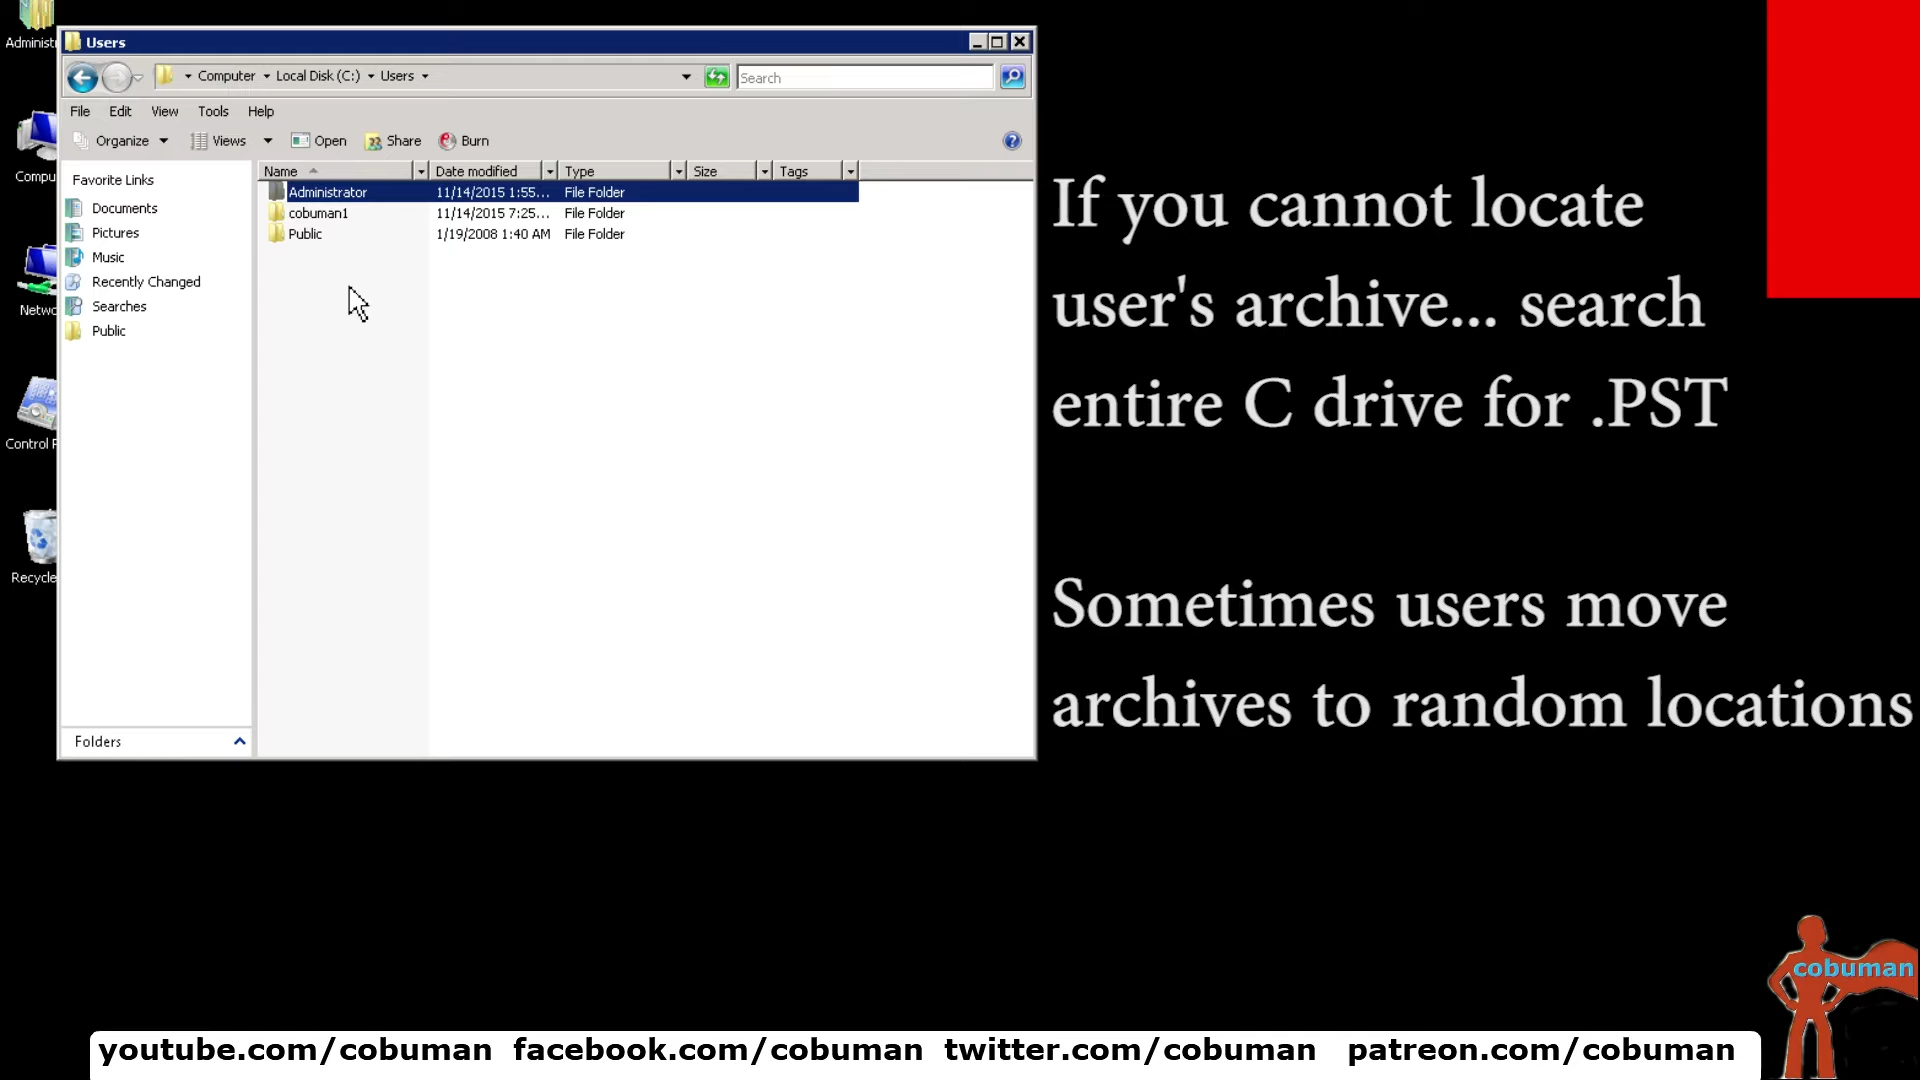 Administr
Users
Computer Local Disk (C:) Users
Search
File Edit View Tools Help
Organize Views Open Share Burn
Name Date modified Type Size Tags
Favorite Links
Administrator 11/14/2015 1:55... File Folder
cobuman1 11/14/2015 7:25... File Folder
Public 1/19/2008 1:40 AM File Folder
Documents
Pictures
Music
Recently Changed
Searches
Public
Folders
Compu
Netwo
Control P
Recycle
If you cannot locate
user's archive... search
entire C drive for .PST
Sometimes users move
archives to random locations
cobuman
youtube.com/cobuman facebook.com/cobuman twitter.com/cobuman patreon.com/cobuman